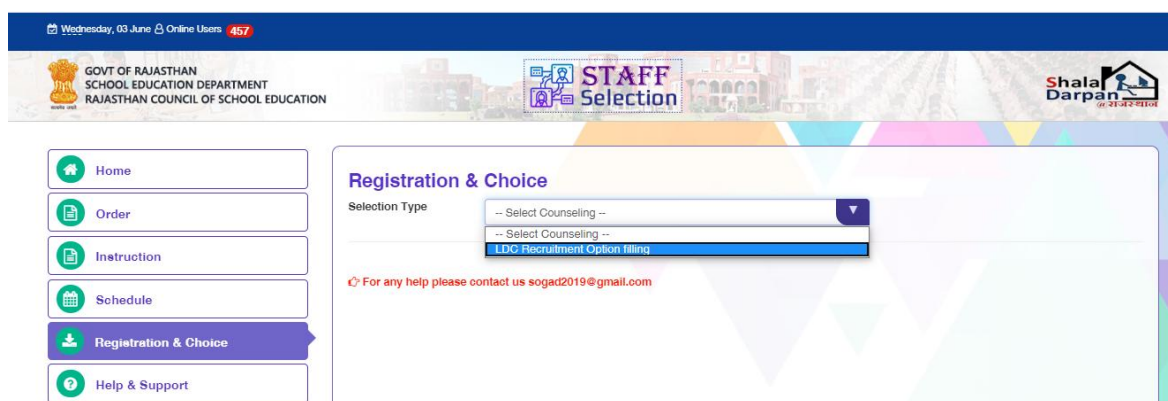 Wednesday, 03 June Online Users 457
GOVT OF RAJASTHAN
SCHOOL EDUCATION DEPARTMENT
RAJASTHAN COUNCIL OF SCHOOL EDUCATION
STAFF
Selection
Shala
Darpan
@राजस्थान
Home
Order
Instruction
Schedule
Registration & Choice
Help & Support
Registration & Choice
Selection Type
-- Select Counseling --
-- Select Counseling --
LDC Recruitment Option filling
For any help please contact us sogad2019@gmail.com